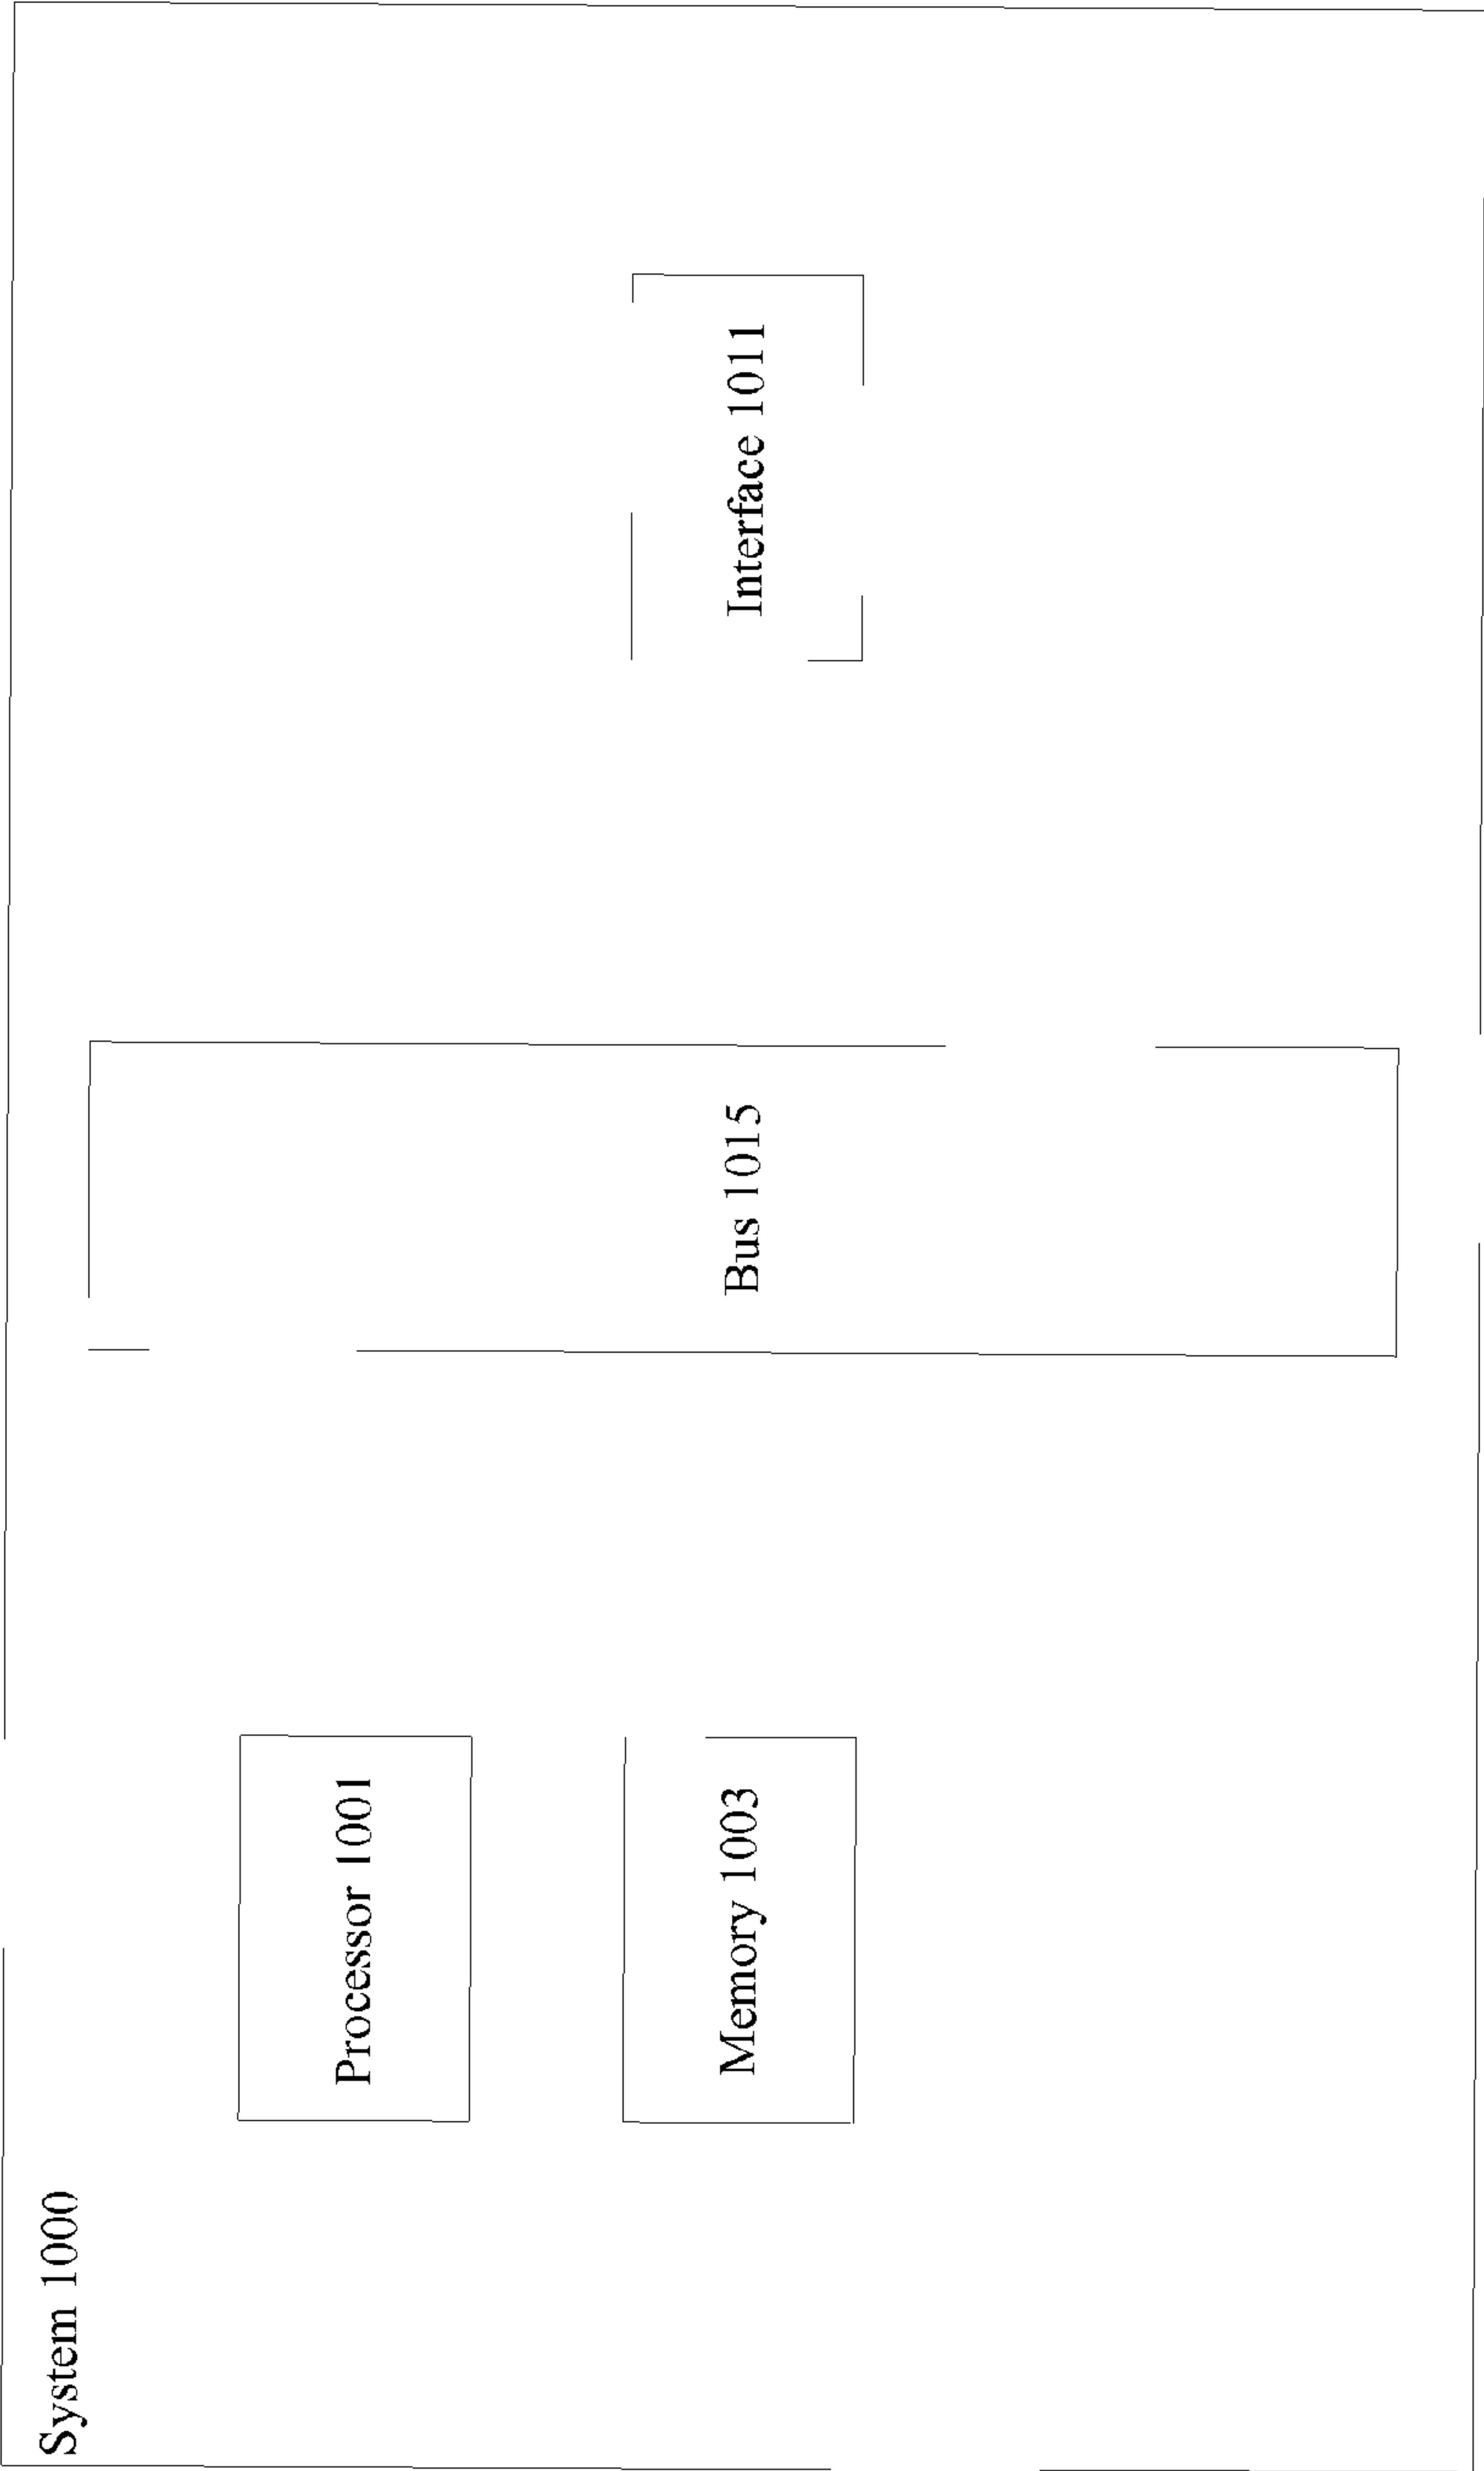 System 1000
Processor 1001
Memory 1003
Bus 1015
Interface 1011